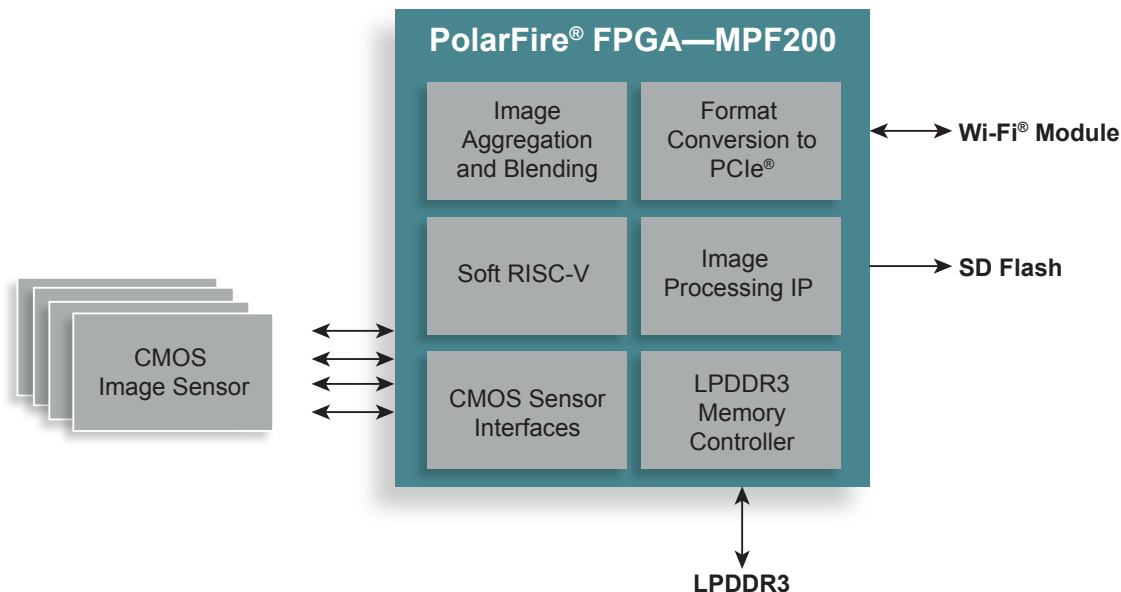 PolarFire® FPGA—MPF200
Image
Aggregation
and Blending
Format
Conversion to
PCIe®
Wi-Fi® Module
Soft RISC-V
Image
Processing IP
SD Flash
CMOS
Image Sensor
CMOS Sensor
Interfaces
LPDDR3
Memory
Controller
LPDDR3